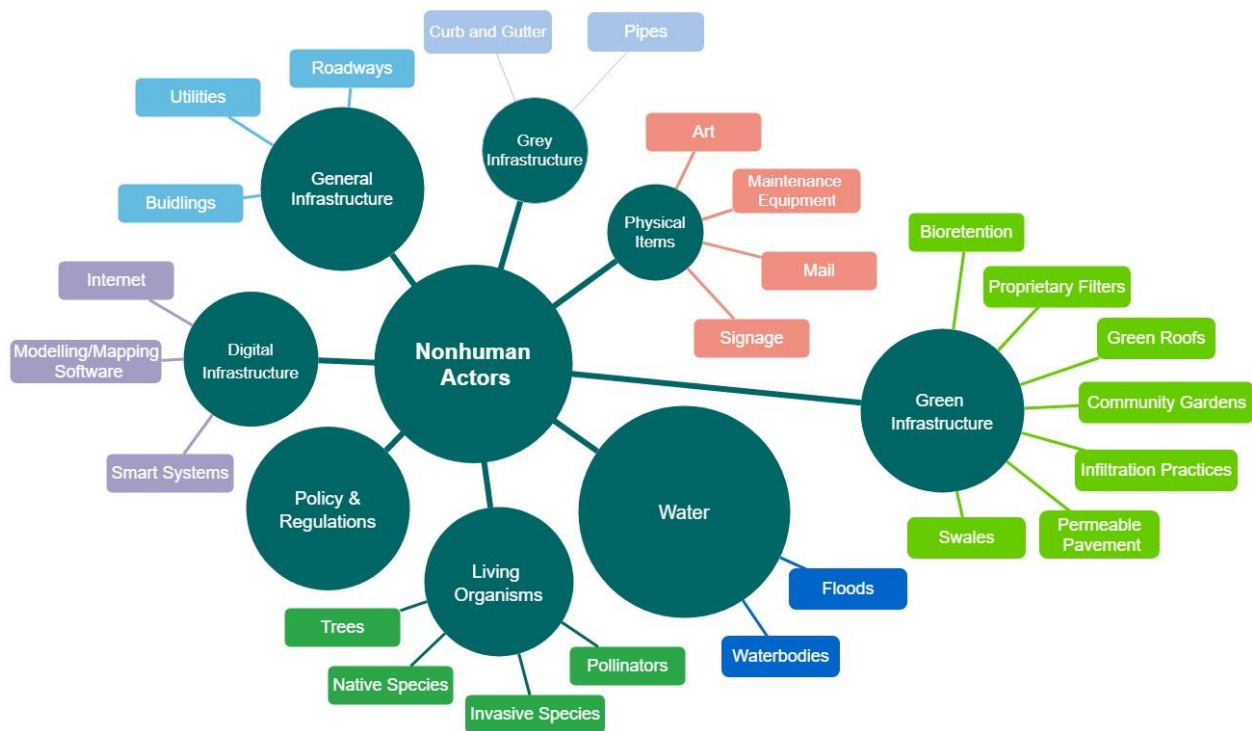 Curb and Gutter
Pipes
Roadways
Utilities
Buidlings
General
Infrastructure
Grey
Infrastructure
Art
Maintenance
Equipment
Mail
Signage
Physical
Items
Internet
Modelling/Mapping
Software
Smart Systems
Digital
Infrastructure
Nonhuman
Actors
Bioretention
Proprietary Filters
Green Roofs
Community Gardens
Infiltration Practices
Permeable
Pavement
Swales
Green
Infrastructure
Policy &
Regulations
Water
Floods
Waterbodies
Living
Organisms
Trees
Native Species
Invasive Species
Pollinators